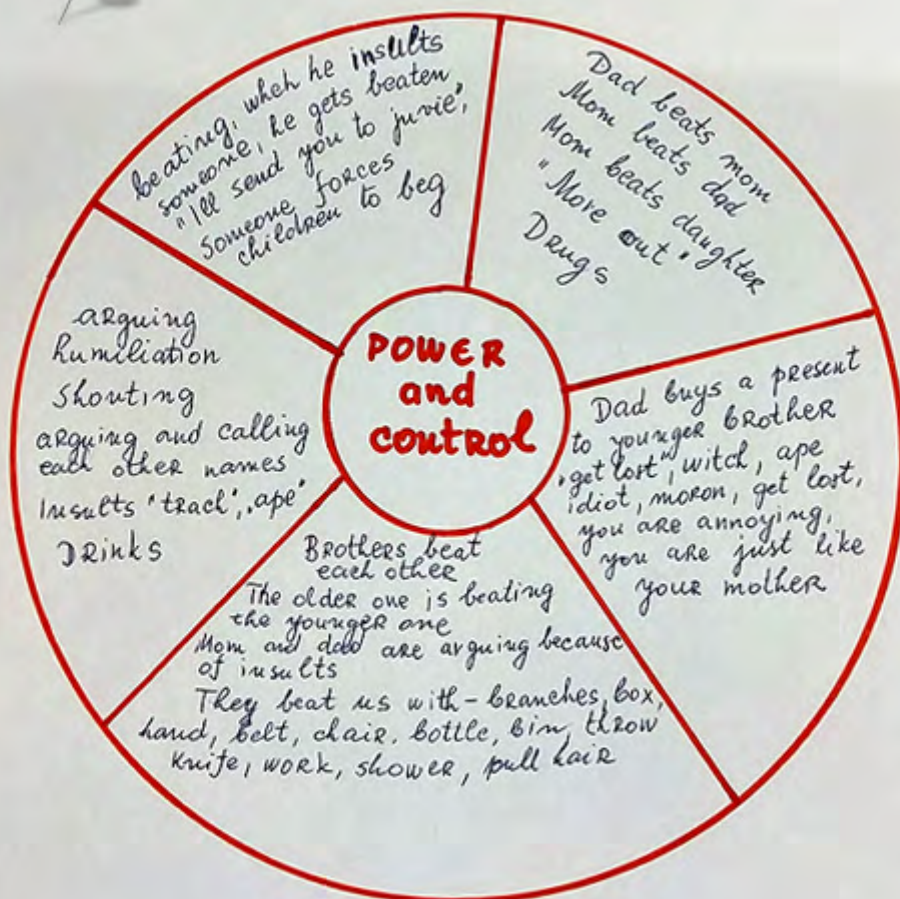 POWER
and
control
beating, when he insults
someone, he gets beaten
"I'll send you to juvie",
Someone forces
children to beg
Dad beats mom
Mom beats dad
Mom beats daughter
"More out"
Drugs
Dad buys a present
to younger brother
"get lost", witch, ape
idiot, moron, get lost,
you are annoying,
you are just like
your mother
Brothers beat
each other
The older one is beating
the younger one
Mom and dad are arguing because
of insults
They beat us with - branches, box,
hand, belt, chair, bottle, bin, throw
knife, work, shower, pull hair
arguing
humiliation
shouting
arguing and calling
each other names
Insults "track", "ape"
Drinks